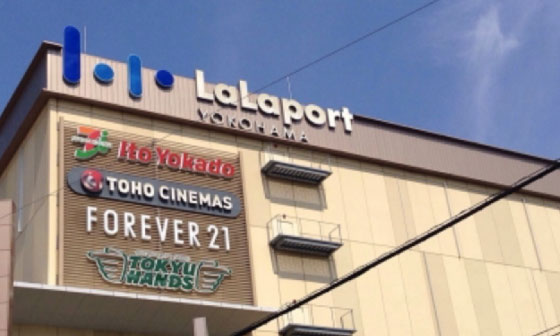 LaLaport
YOKOHAMA
Ito Yokado
TOHO CINEMAS
FOREVER 21
TOKYU
HANDS